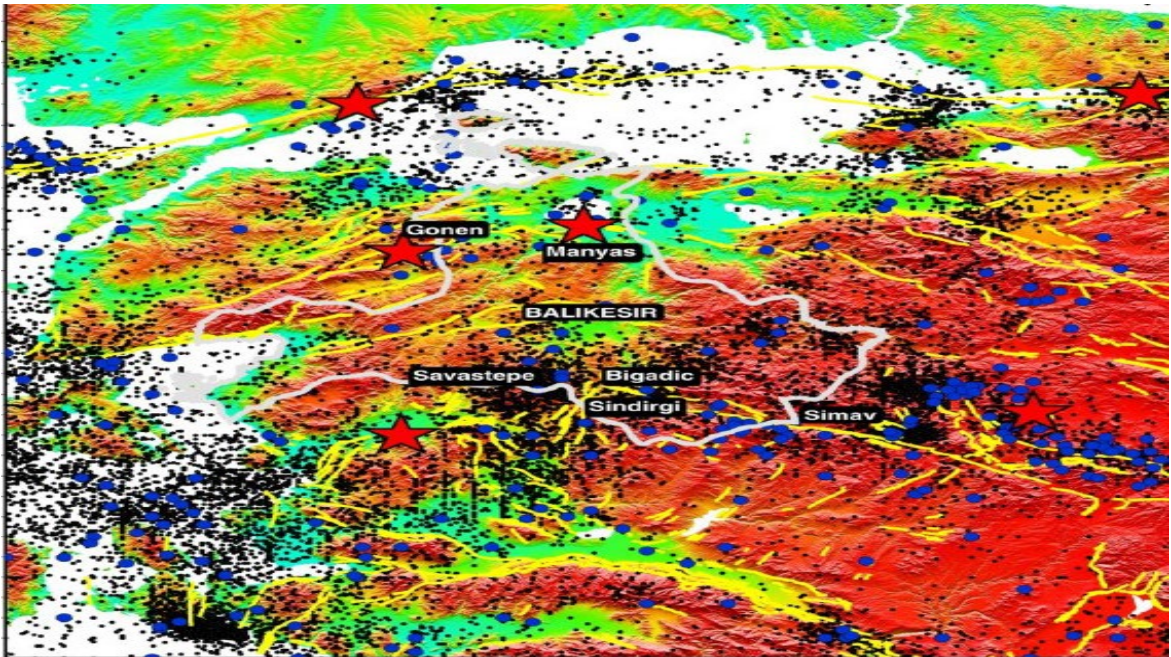 Gonen
Manyas
BALIKESIR
Savastepe
Bigadic
Sindirgi
Simav